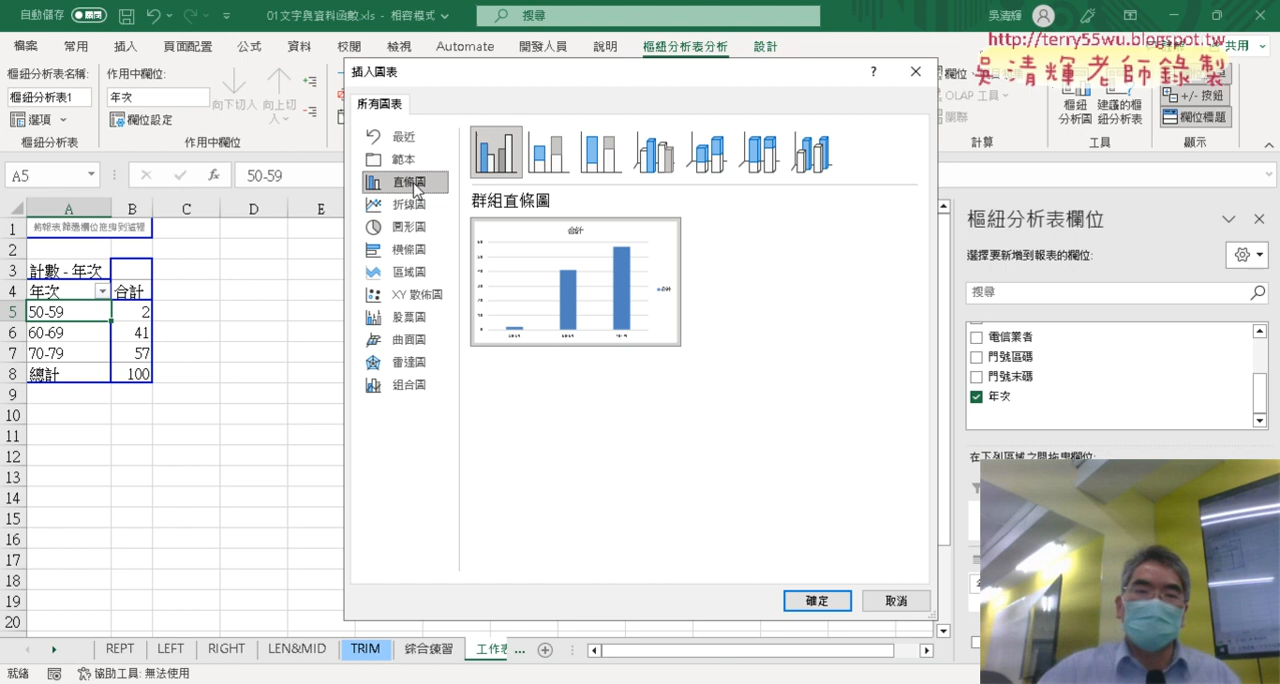 自動儲存
01文字與資料函數.xls - 相容模式
搜尋
吳清輝
檔案 常用 插入 頁面配置 公式 資料 校閱 檢視 Automate 開發人員 說明 樞紐分析表分析 設計
共用
http://terry55wu.blogspot.tw
吳清輝老師錄製
樞紐分析表名稱:
樞紐分析表1
選項
樞紐分析表
作用中欄位:
年次
欄位設定
向下切入
向上切入
作用中欄位
欄位、
OLAP 工具
關聯
計算
樞紐分析圖
建議的樞紐分析表
工具
+/- 按鈕
欄位標題
顯示
A5
fx
50-59
A B C D E
1 將報表篩選欄位拖曳到這裡
2
3 計數 - 年次
4 年次 合計
5 50-59 2
6 60-69 41
7 70-79 57
8 總計 100
9
10
11
12
13
14
15
16
17
18
19
20
插入圖表
?
所有圖表
最近
範本
直條圖
折線圖
圓形圖
橫條圖
區域圖
XY 散佈圖
股票圖
曲面圖
雷達圖
組合圖
群組直條圖
合計
確定
取消
樞紐分析表欄位
選擇要新增到報表的欄位:
搜尋
電信業者
門號區碼
門號末碼
年次
在下列區域之間拖曳欄位:
REPT LEFT RIGHT LEN&MID TRIM 綜合練習 工作表 ...
就緒
協助工具: 無法使用